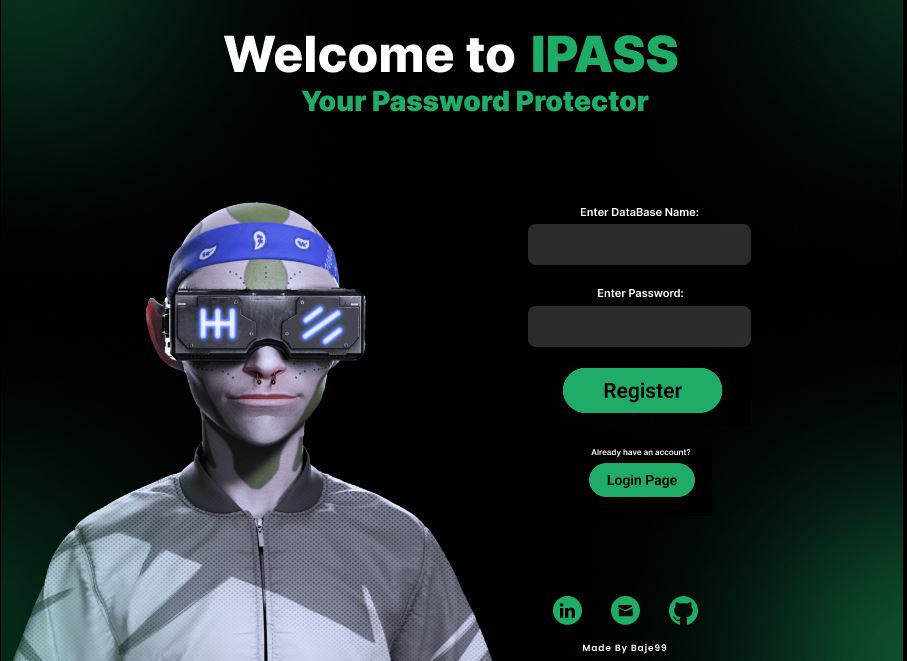 Welcome to IPASS
Your Password Protector
Enter DataBase Name:
Enter Password:
Register
Already have an account?
Login Page
in
Made By Baje99